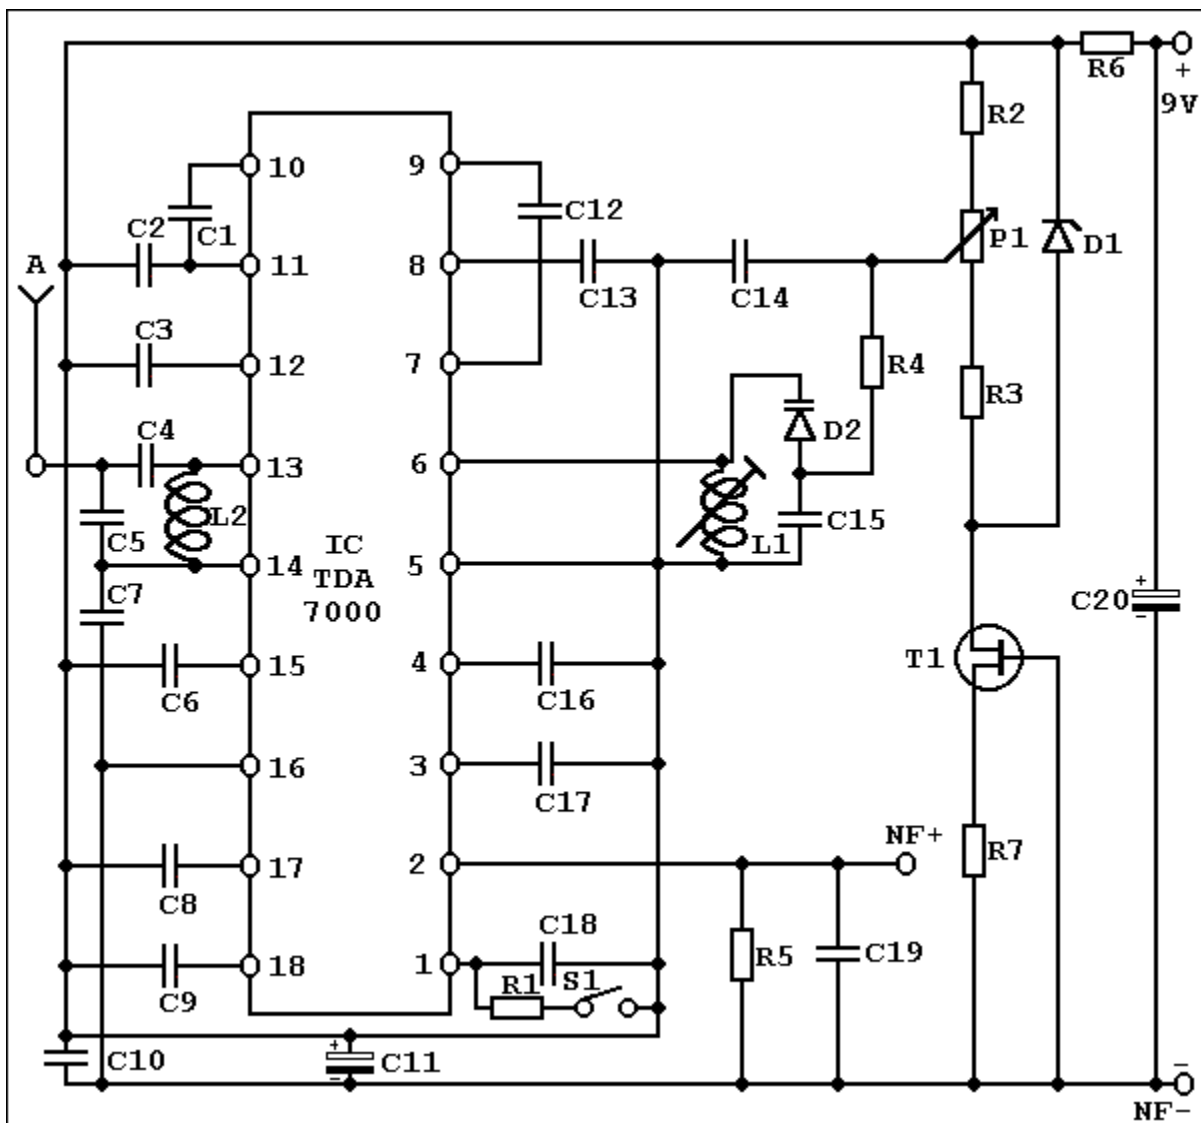 R6
+
9V
R2
10
9
C2
C1
C12
P1
D1
A
11
8
C13
C14
C3
12
7
R4
R3
C4
D2
13
6
L2
C5
C15
L1
IC
TDA
7000
14
5
C7
C20
+
-
15
4
T1
C6
C16
16
3
C17
NF+
R7
17
2
C8
C18
R5
C19
18
1
R1
S1
C9
C10
+
-
C11
-
NF-